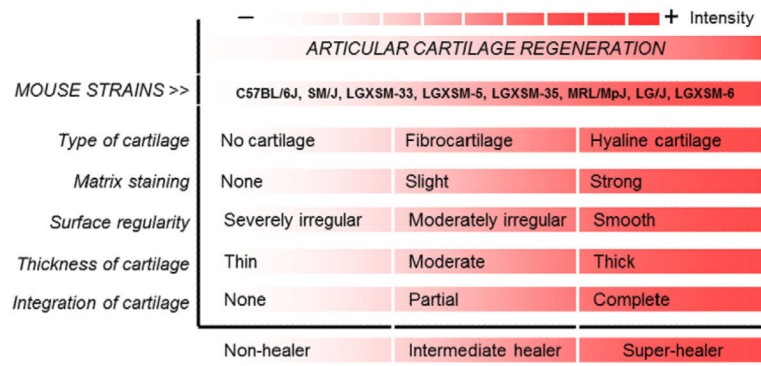 − + Intensity
ARTICULAR CARTILAGE REGENERATION
MOUSE STRAINS >> C57BL/6J, SM/J, LGXSM-33, LGXSM-5, LGXSM-35, MRL/MpJ, LG/J, LGXSM-6
Type of cartilage No cartilage Fibrocartilage Hyaline cartilage
Matrix staining None Slight Strong
Surface regularity Severely irregular Moderately irregular Smooth
Thickness of cartilage Thin Moderate Thick
Integration of cartilage None Partial Complete
Non-healer Intermediate healer Super-healer